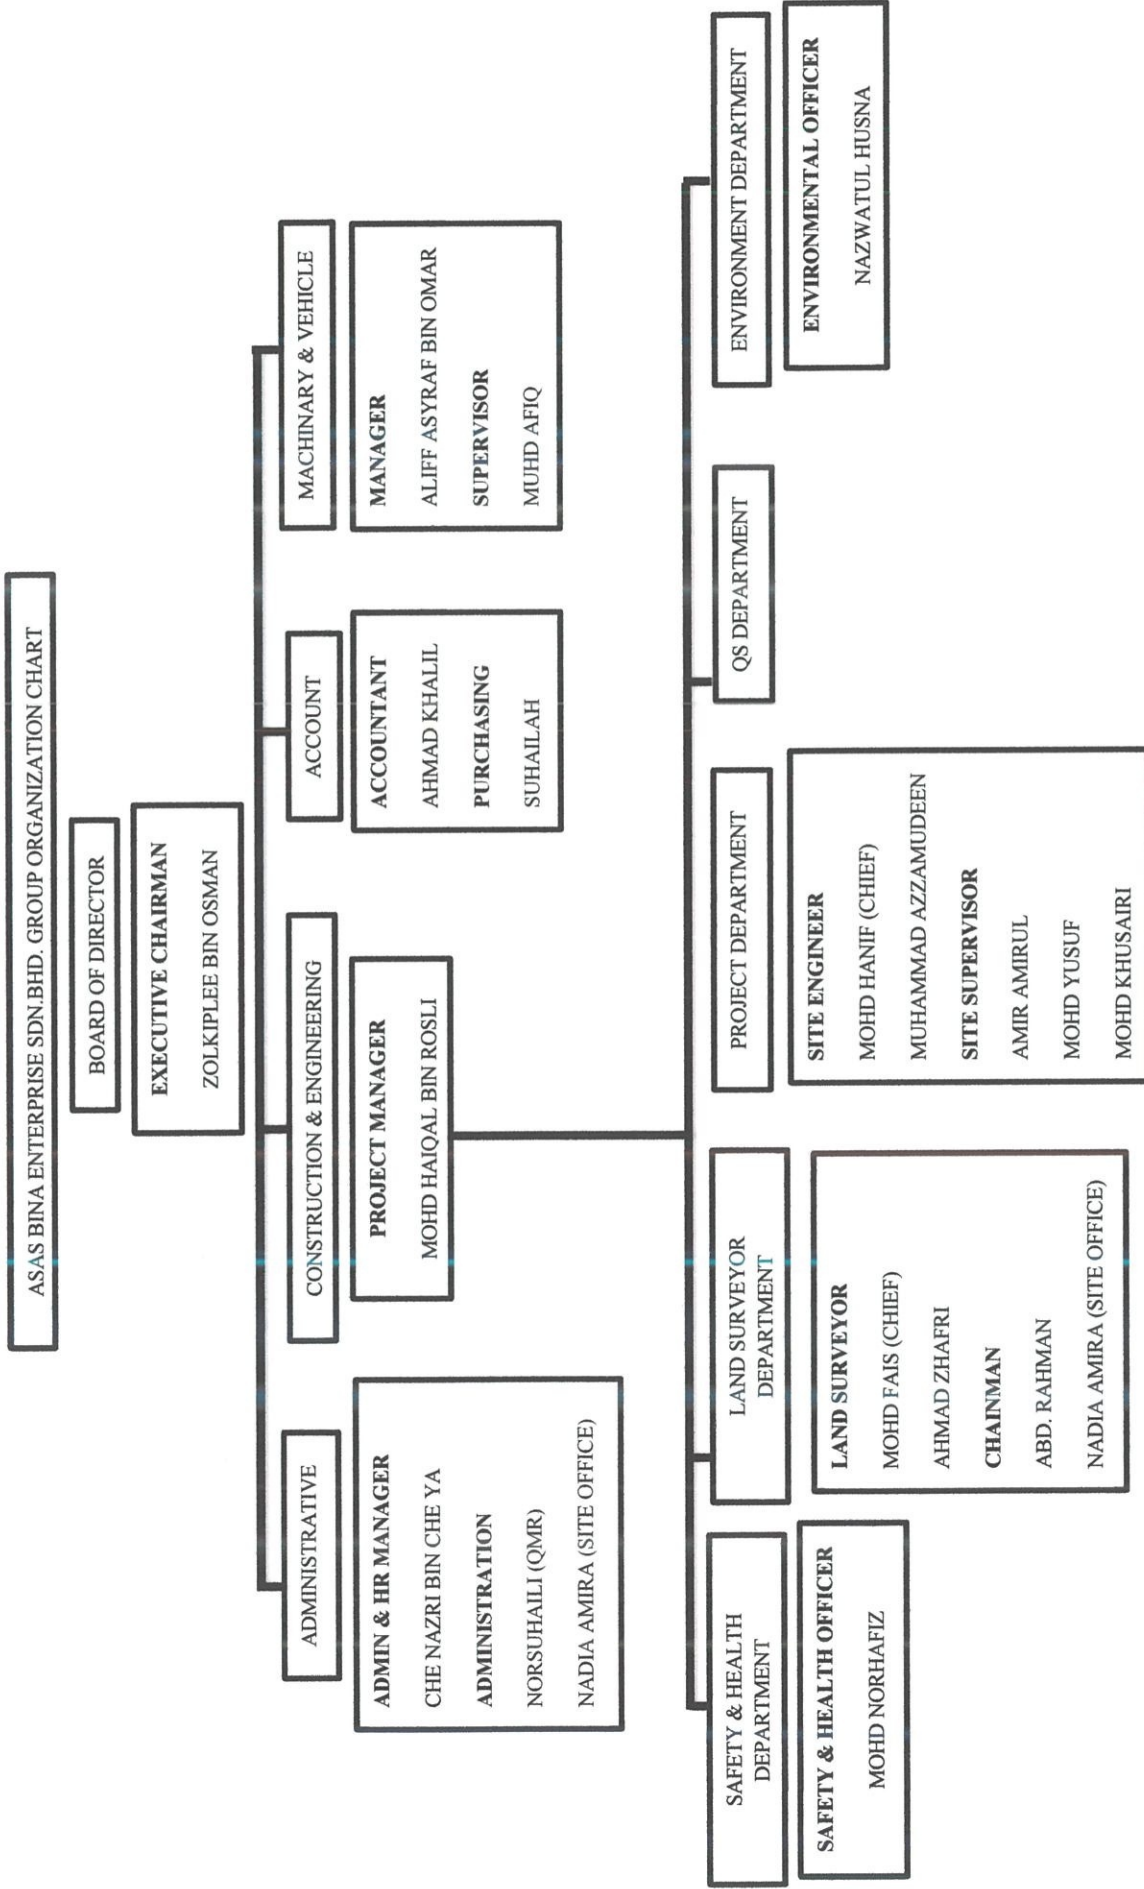 ASAS BINA ENTERPRISE SDN.BHD. GROUP ORGANIZATION CHART
BOARD OF DIRECTOR
EXECUTIVE CHAIRMAN
ZOLKIPLEE BIN OSMAN
ADMINISTRATIVE
ADMIN & HR MANAGER
CHE NAZRI BIN CHE YA
ADMINISTRATION
NORSUHAILI (QMR)
NADIA AMIRA (SITE OFFICE)
CONSTRUCTION & ENGINEERING
PROJECT MANAGER
MOHD HAIQAL BIN ROSLI
ACCOUNT
ACCOUNTANT
AHMAD KHALIL
PURCHASING
SUHAILAH
MACHINARY & VEHICLE
MANAGER
ALIFF ASYRAF BIN OMAR
SUPERVISOR
MUHD AFIQ
SAFETY & HEALTH
DEPARTMENT
SAFETY & HEALTH OFFICER
MOHD NORHAFIZ
LAND SURVEYOR
DEPARTMENT
LAND SURVEYOR
MOHD FAIS (CHIEF)
AHMAD ZHAFRI
CHAINMAN
ABD. RAHMAN
NADIA AMIRA (SITE OFFICE)
PROJECT DEPARTMENT
SITE ENGINEER
MOHD HANIF (CHIEF)
MUHAMMAD AZZAMUDEEN
SITE SUPERVISOR
AMIR AMIRUL
MOHD YUSUF
MOHD KHUSAIRI
QS DEPARTMENT
ENVIRONMENT DEPARTMENT
ENVIRONMENTAL OFFICER
NAZWATUL HUSNA